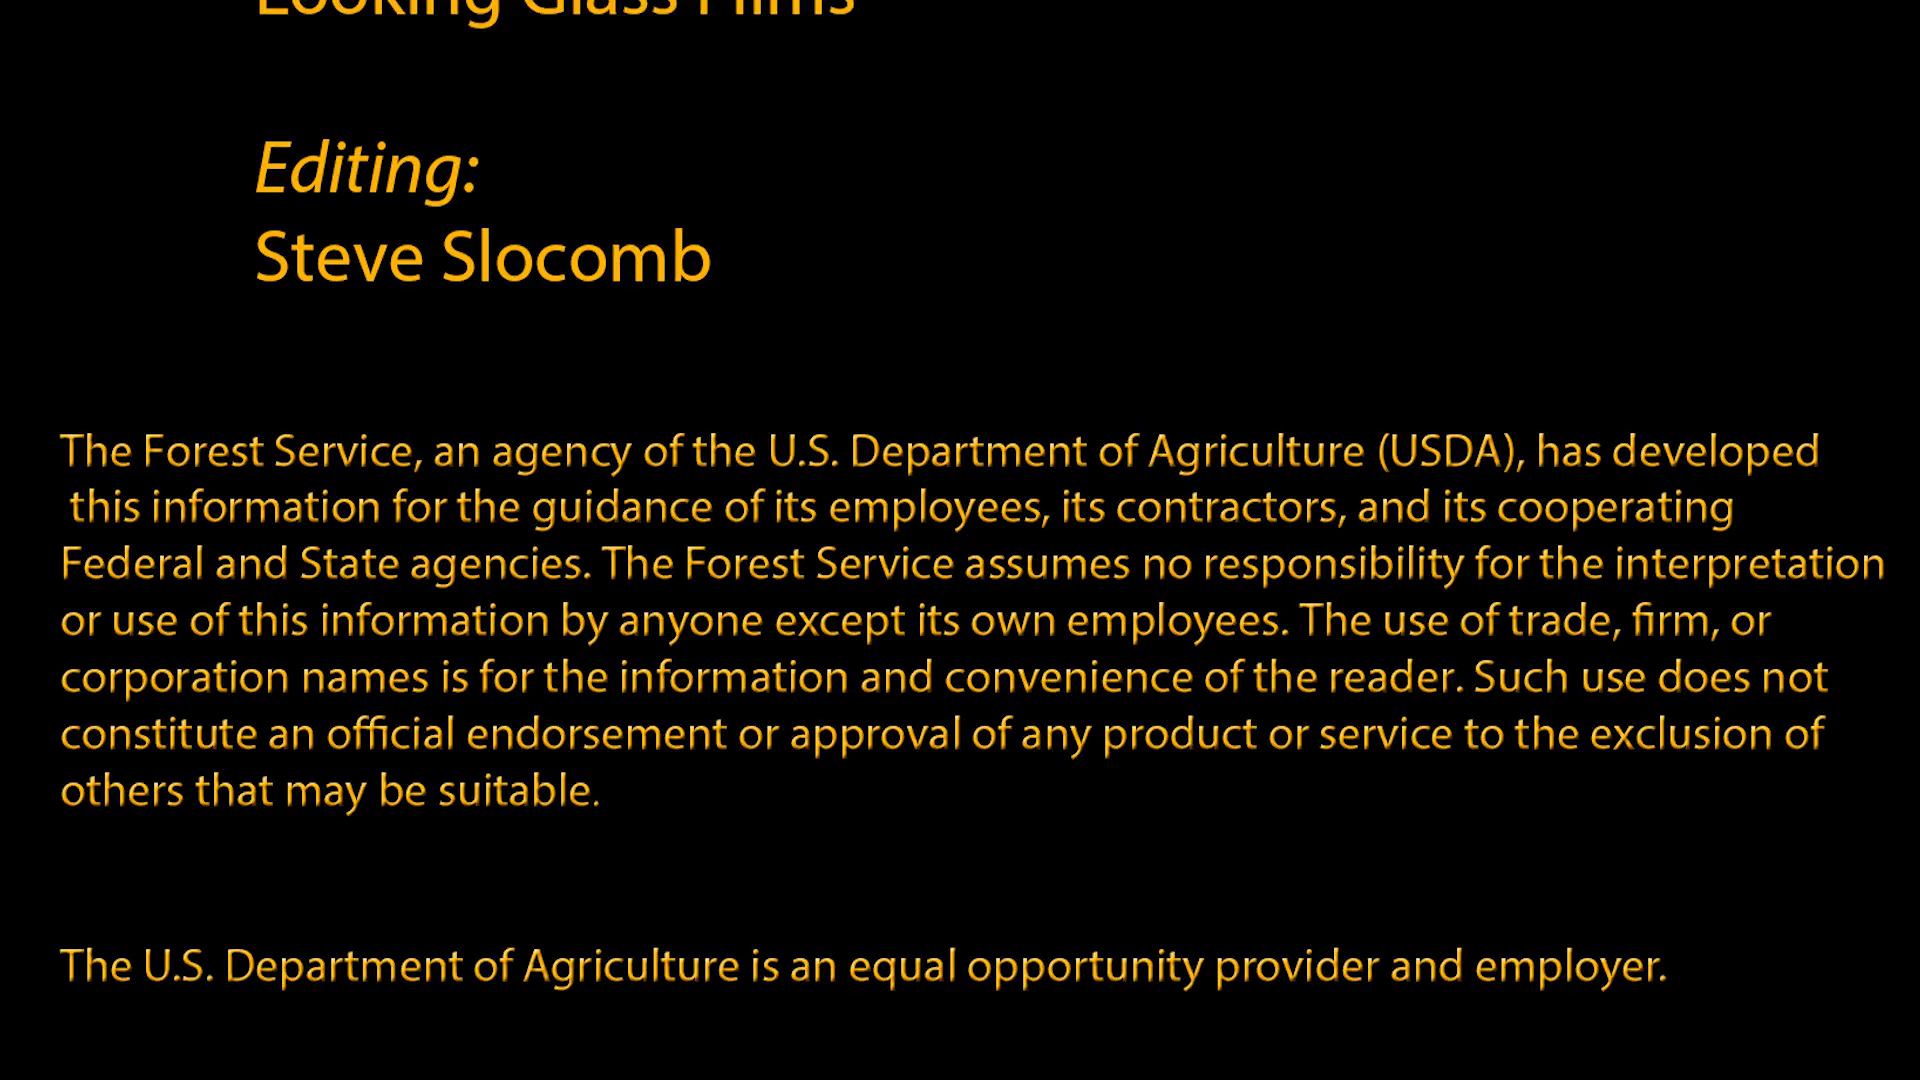 Looking Glass Films
Editing:
Steve Slocomb
The Forest Service, an agency of the U.S. Department of Agriculture (USDA), has developed
this information for the guidance of its employees, its contractors, and its cooperating
Federal and State agencies. The Forest Service assumes no responsibility for the interpretation
or use of this information by anyone except its own employees. The use of trade, firm, or
corporation names is for the information and convenience of the reader. Such use does not
constitute an official endorsement or approval of any product or service to the exclusion of
others that may be suitable.
The U.S. Department of Agriculture is an equal opportunity provider and employer.